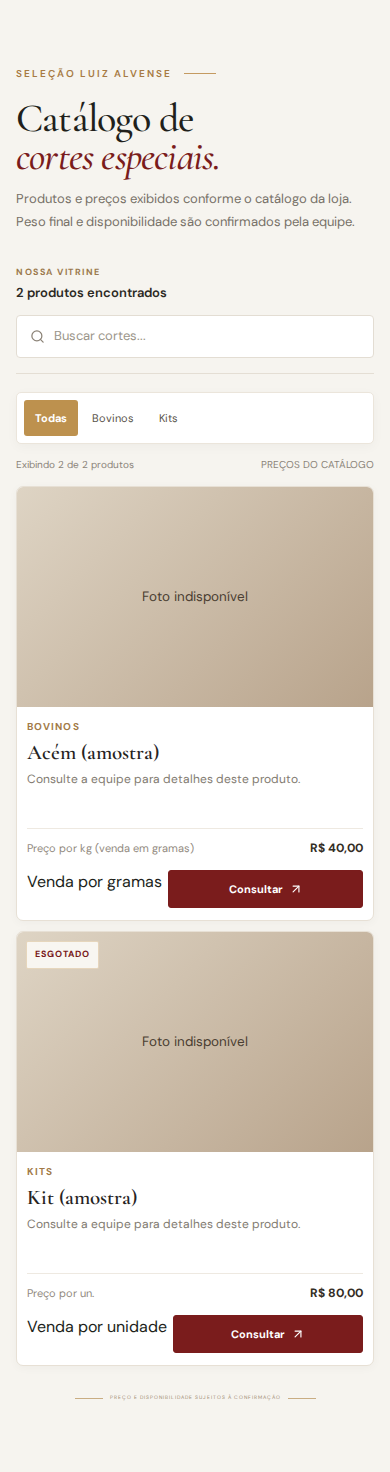 SELEÇÃO LUIZ ALVENSE
Catálogo de
cortes especiais.
Produtos e preços exibidos conforme o catálogo da loja.
Peso final e disponibilidade são confirmados pela equipe.
NOSSA VITRINE
2 produtos encontrados
Buscar cortes...
Todas Bovinos Kits
Exibindo 2 de 2 produtos PREÇOS DO CATÁLOGO
Foto indisponível
BOVINOS
Acém (amostra)
Consulte a equipe para detalhes deste produto.
Preço por kg (venda em gramas) R$ 40,00
Venda por gramas Consultar
ESGOTADO
Foto indisponível
KITS
Kit (amostra)
Consulte a equipe para detalhes deste produto.
Preço por un. R$ 80,00
Venda por unidade Consultar
PREÇO E DISPONIBILIDADE SUJEITOS À CONFIRMAÇÃO